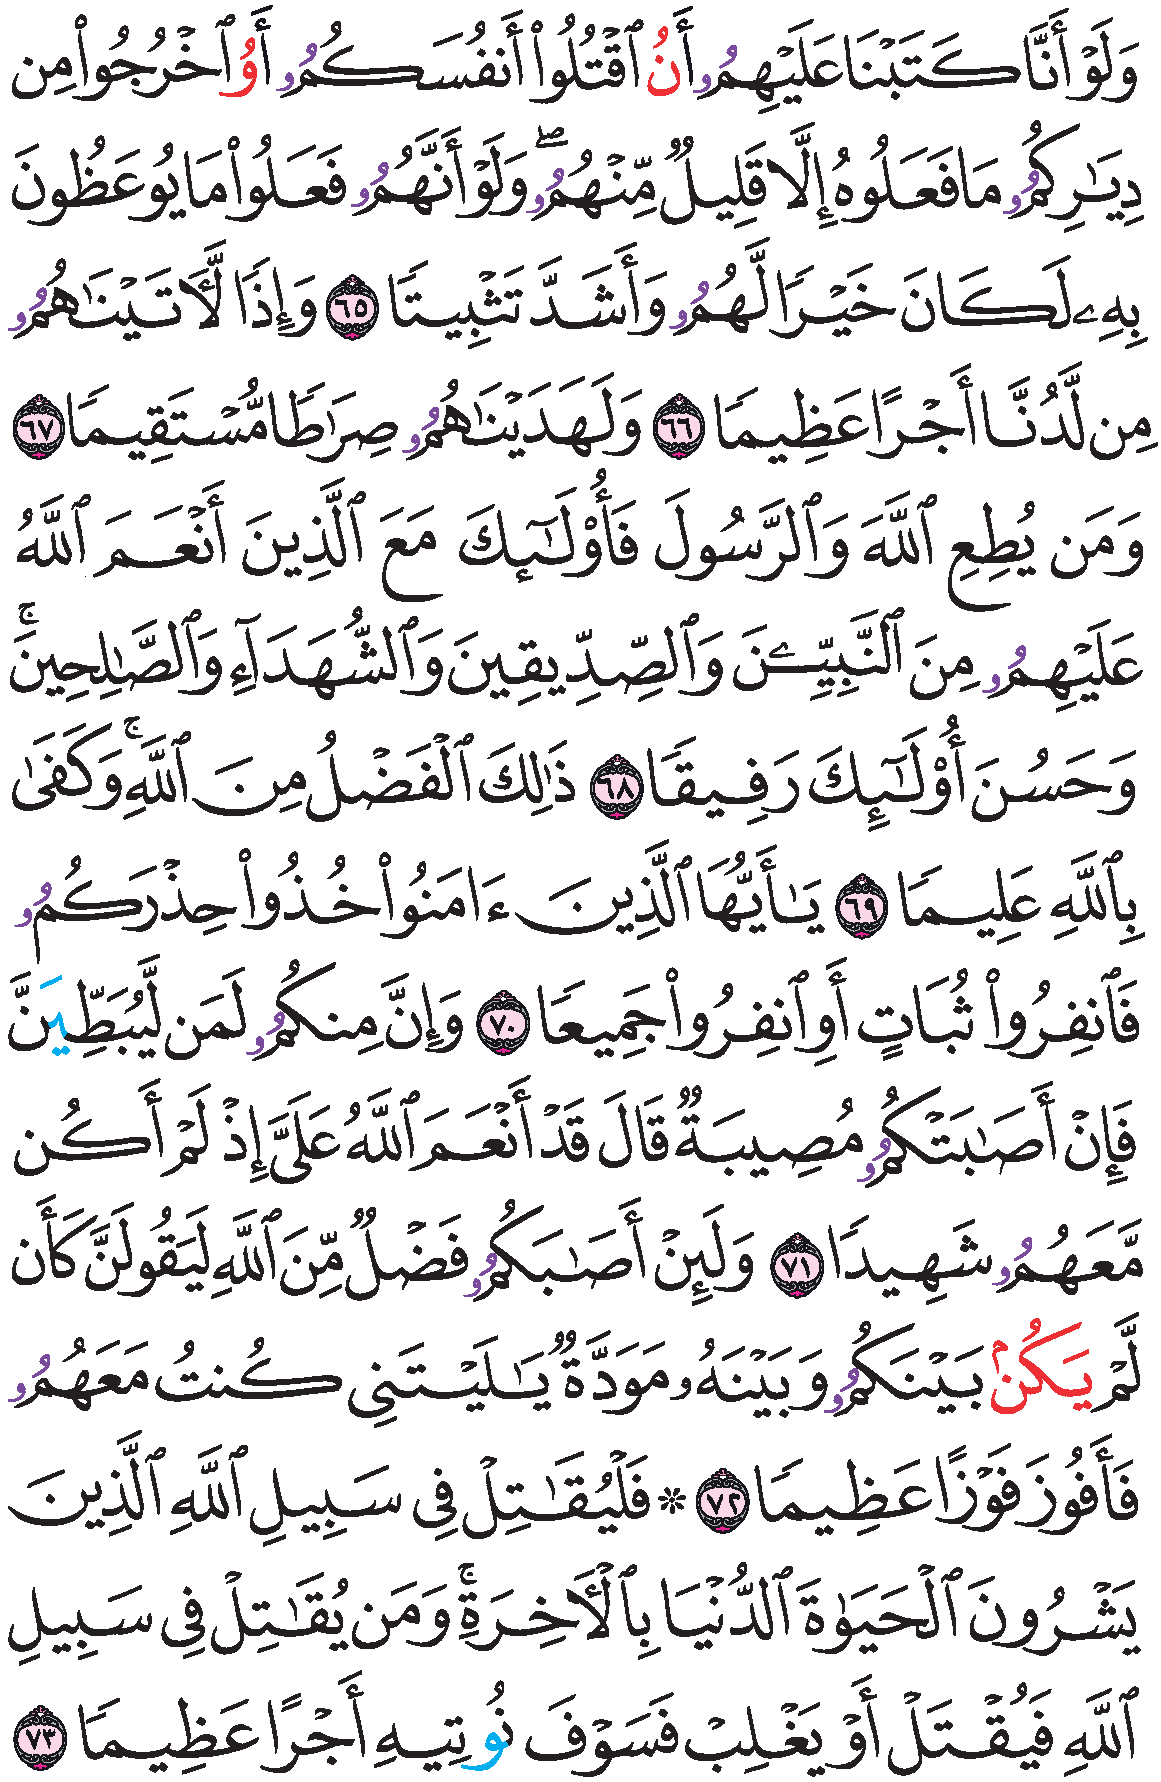 وَلَوْ أَنَّا كَتَبْنَا عَلَيْهِمُۥ أَنُ ٱقْتُلُوا۟ أَنفُسَكُمُۥ أَوُ ٱخْرُجُوا۟ مِن
دِيَٰرِكُمُۥ مَا فَعَلُوهُ إِلَّا قَلِيلٌ مِّنْهُمُۥ ۖ وَلَوْ أَنَّهُمُۥ فَعَلُوا۟ مَا يُوعَظُونَ
بِهِۦ لَكَانَ خَيْرًا لَّهُمُۥ وَأَشَدَّ تَثْبِيتًا ٦٥ وَإِذًا لَّأٓتَيْنَٰهُمُۥ
مِن لَّدُنَّا أَجْرًا عَظِيمًا ٦٦ وَلَهَدَيْنَٰهُمُۥ صِرَٰطًا مُّسْتَقِيمًا ٦٧
وَمَن يُطِعِ ٱللَّهَ وَٱلرَّسُولَ فَأُو۟لَٰٓئِكَ مَعَ ٱلَّذِينَ أَنْعَمَ ٱللَّهُ
عَلَيْهِمُۥ مِنَ ٱلنَّبِيِّـۧنَ وَٱلصِّدِّيقِينَ وَٱلشُّهَدَآءِ وَٱلصَّٰلِحِينَ ۚ
وَحَسُنَ أُو۟لَٰٓئِكَ رَفِيقًا ٦٨ ذَٰلِكَ ٱلْفَضْلُ مِنَ ٱللَّهِ ۚ وَكَفَىٰ
بِٱللَّهِ عَلِيمًا ٦٩ يَٰأَيُّهَا ٱلَّذِينَ ءَامَنُوا۟ خُذُوا۟ حِذْرَكُمُۥ
فَٱنفِرُوا۟ ثُبَاتٍ أَوِ ٱنفِرُوا۟ جَمِيعًا ٧٠ وَإِنَّ مِنكُمُۥ لَمَن لَّيُبَطِّيَنَّ
فَإِنْ أَصَٰبَتْكُمُۥ مُصِيبَةٌ قَالَ قَدْ أَنْعَمَ ٱللَّهُ عَلَىَّ إِذْ لَمْ أَكُن
مَّعَهُمُۥ شَهِيدًا ٧١ وَلَئِنْ أَصَٰبَكُمُۥ فَضْلٌ مِّنَ ٱللَّهِ لَيَقُولَنَّ كَأَن
لَّمْ يَكُنۢ بَيْنَكُمُۥ وَبَيْنَهُۥ مَوَدَّةٌ يَٰلَيْتَنِى كُنتُ مَعَهُمُۥ
فَأَفُوزَ فَوْزًا عَظِيمًا ٧٢ ۞ فَلْيُقَٰتِلْ فِى سَبِيلِ ٱللَّهِ ٱلَّذِينَ
يَشْرُونَ ٱلْحَيَوٰةَ ٱلدُّنْيَا بِٱلْأَخِرَةِ ۚ وَمَن يُقَٰتِلْ فِى سَبِيلِ
ٱللَّهِ فَيُقْتَلْ أَوْ يَغْلِبْ فَسَوْفَ نُوتِيهِ أَجْرًا عَظِيمًا ٧٣